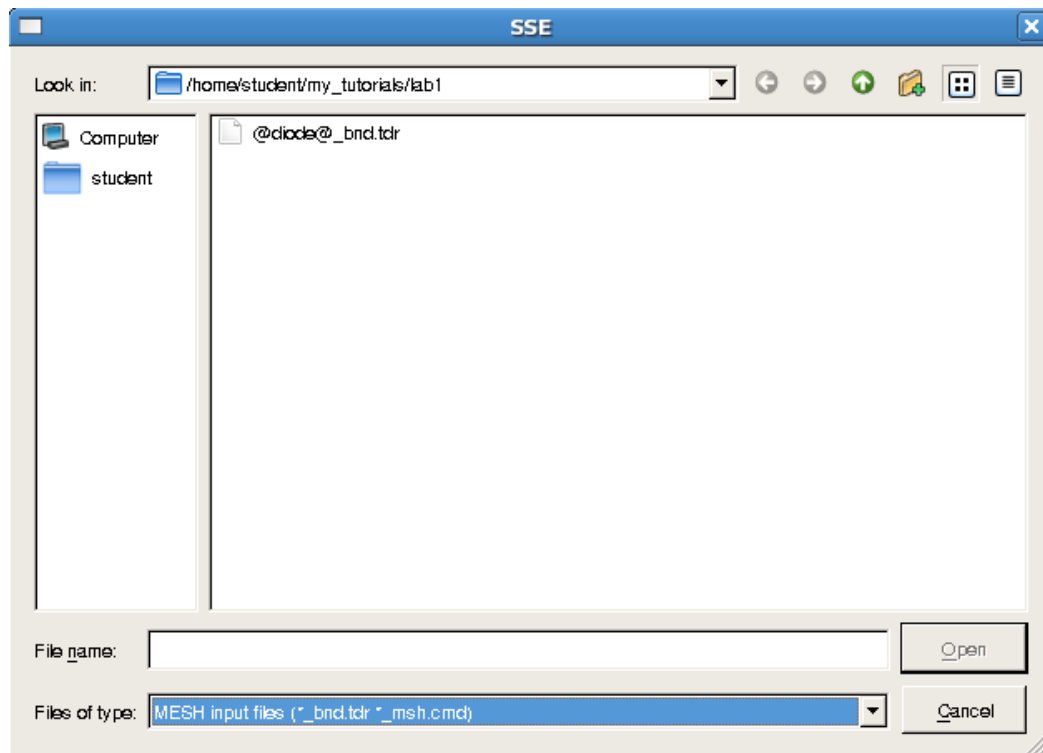 SSE
Look in: /home/student/my_tutorials/lab1
Computer
student
@diode@_bnd.tdr
File name:
Open
Files of type: MESH input files (*_bnd.tdr *_msh.cmd)
Cancel